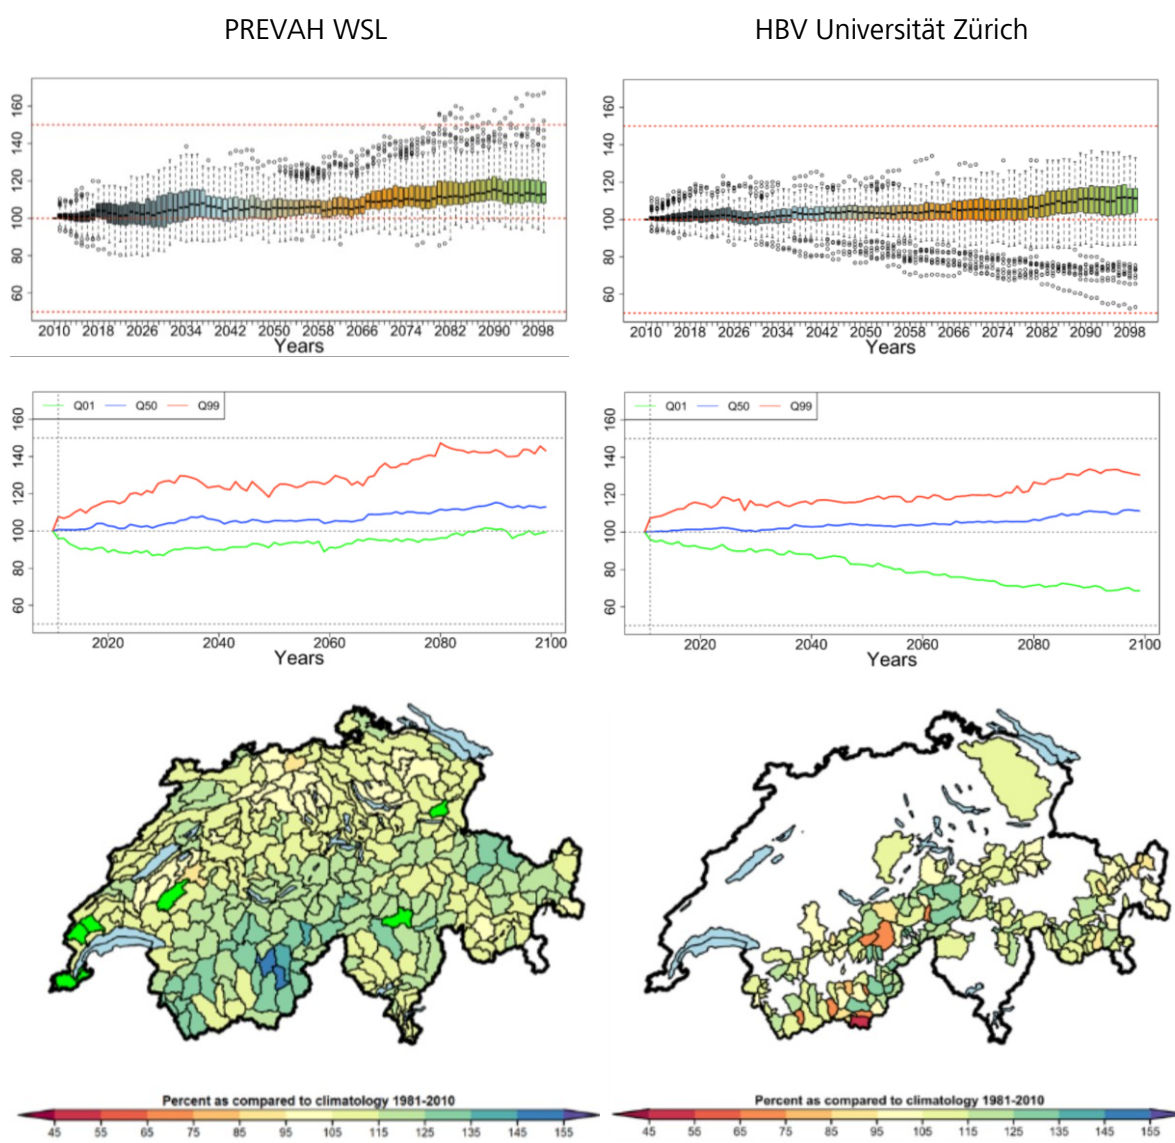 PREVAH WSL
HBV Universität Zürich
160
140
120
100
80
60
2010 2018 2026 2034 2042 2050 2058 2066 2074 2082 2090 2098
Years
160
140
120
100
80
60
2010 2018 2026 2034 2042 2050 2058 2066 2074 2082 2090 2098
Years
Q01 Q50 Q99
160
140
120
100
80
60
2020 2040 2060 2080 2100
Years
Q01 Q50 Q99
160
140
120
100
80
60
2020 2040 2060 2080 2100
Years
Percent as compared to climatology 1981-2010
45 55 65 75 85 95 105 115 125 135 145 155
Percent as compared to climatology 1981-2010
45 55 65 75 85 95 105 115 125 135 145 155